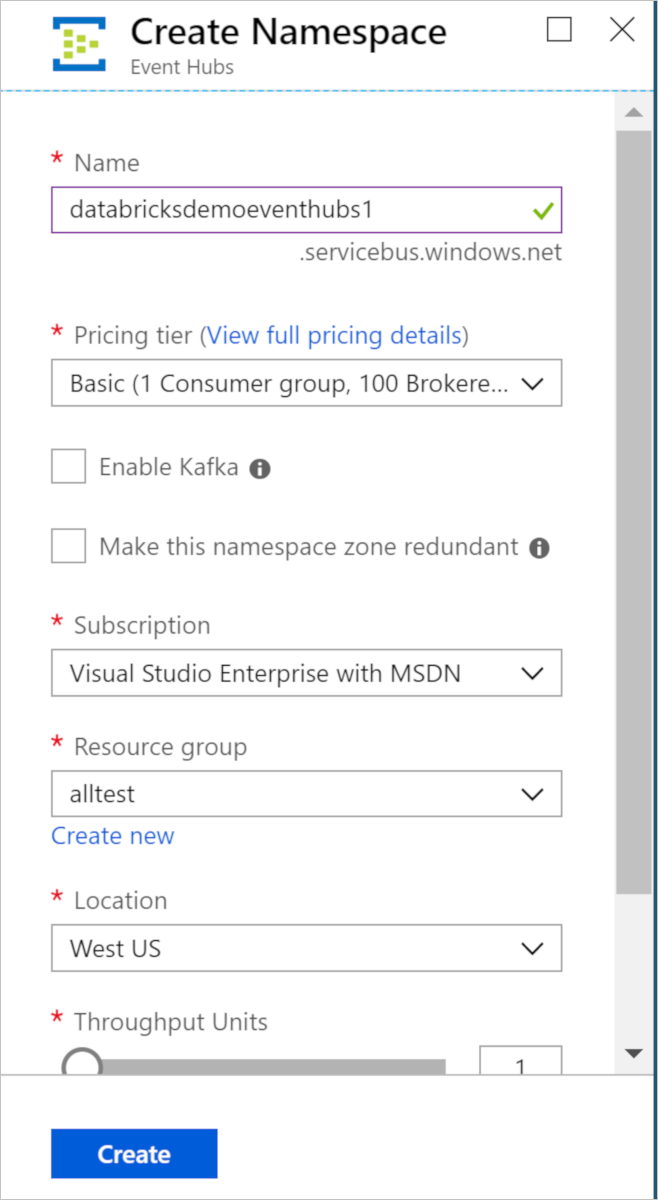 Create Namespace
Event Hubs
* Name
databricksdemoeventhubs1
.servicebus.windows.net
* Pricing tier (View full pricing details)
Basic (1 Consumer group, 100 Brokere...
Enable Kafka
Make this namespace zone redundant
* Subscription
Visual Studio Enterprise with MSDN
* Resource group
alltest
Create new
* Location
West US
* Throughput Units
1
Create